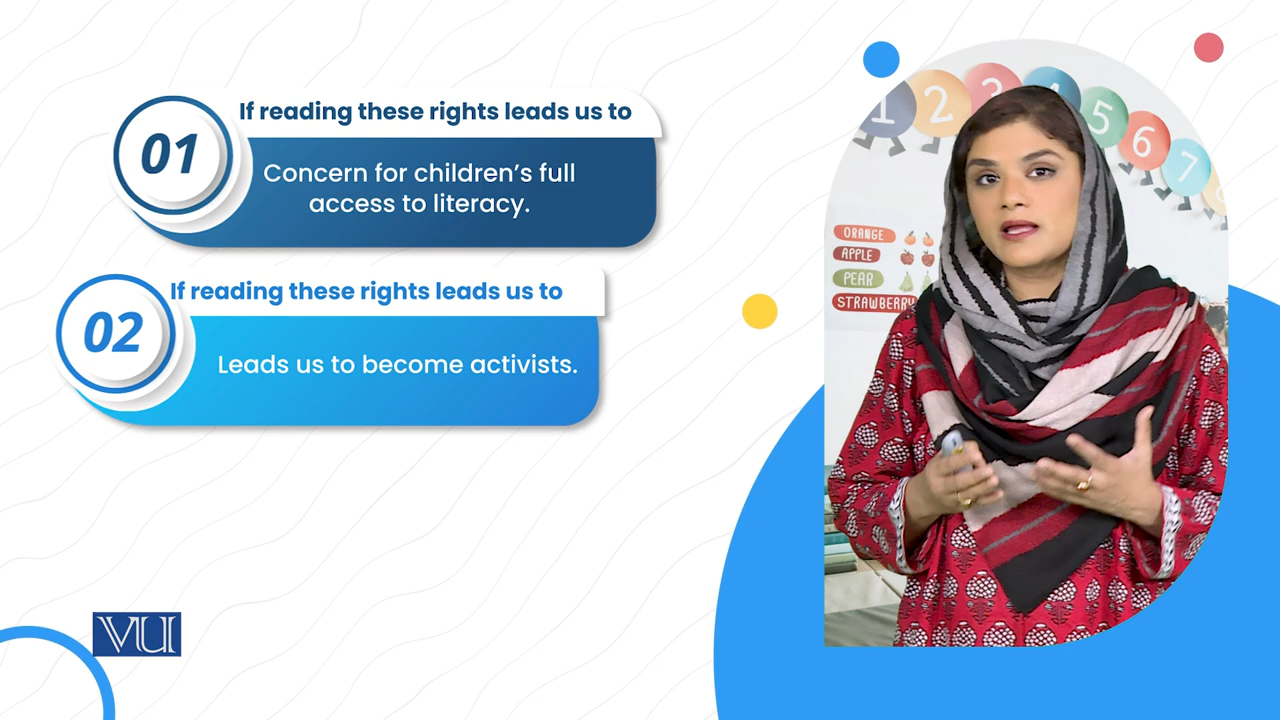 01
If reading these rights leads us to
Concern for children’s full
access to literacy.
02
If reading these rights leads us to
Leads us to become activists.
VU
1 2 3 5 6 7
ORANGE
APPLE
PEAR
STRAWBERRY